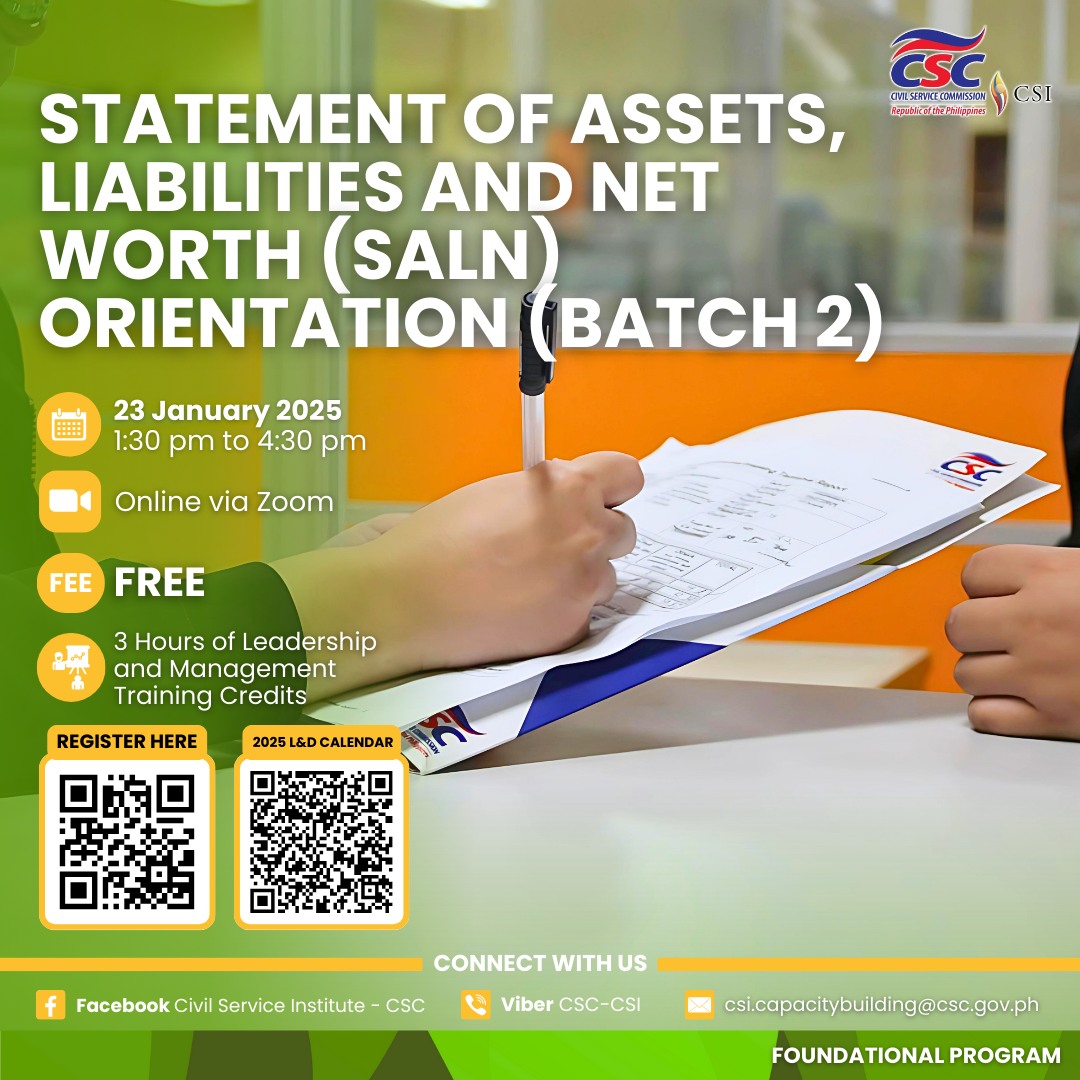 CSC
CIVIL SERVICE COMMISSION
Republic of the Philippines
CSI
STATEMENT OF ASSETS,
LIABILITIES AND NET
WORTH (SALN)
ORIENTATION (BATCH 2)
23 January 2025
1:30 pm to 4:30 pm
Online via Zoom
FEE FREE
3 Hours of Leadership
and Management
Training Credits
CSC
CSC
REGISTER HERE
2025 L&D CALENDAR
CONNECT WITH US
Facebook Civil Service Institute - CSC
Viber CSC-CSI
csi.capacitybuilding@csc.gov.ph
FOUNDATIONAL PROGRAM